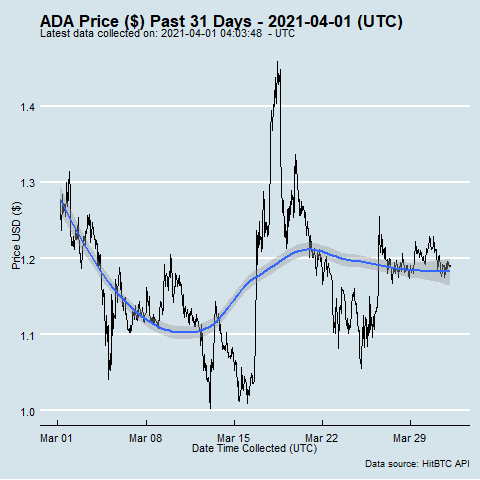 ADA Price ($) Past 31 Days - 2021-04-01 (UTC)
Latest data collected on: 2021-04-01 04:03:48  - UTC
Price USD ($)
1.4
1.3
1.2
1.1
1.0
Mar 01
Mar 08
Mar 15
Mar 22
Mar 29
Date Time Collected (UTC)
Data source: HitBTC API